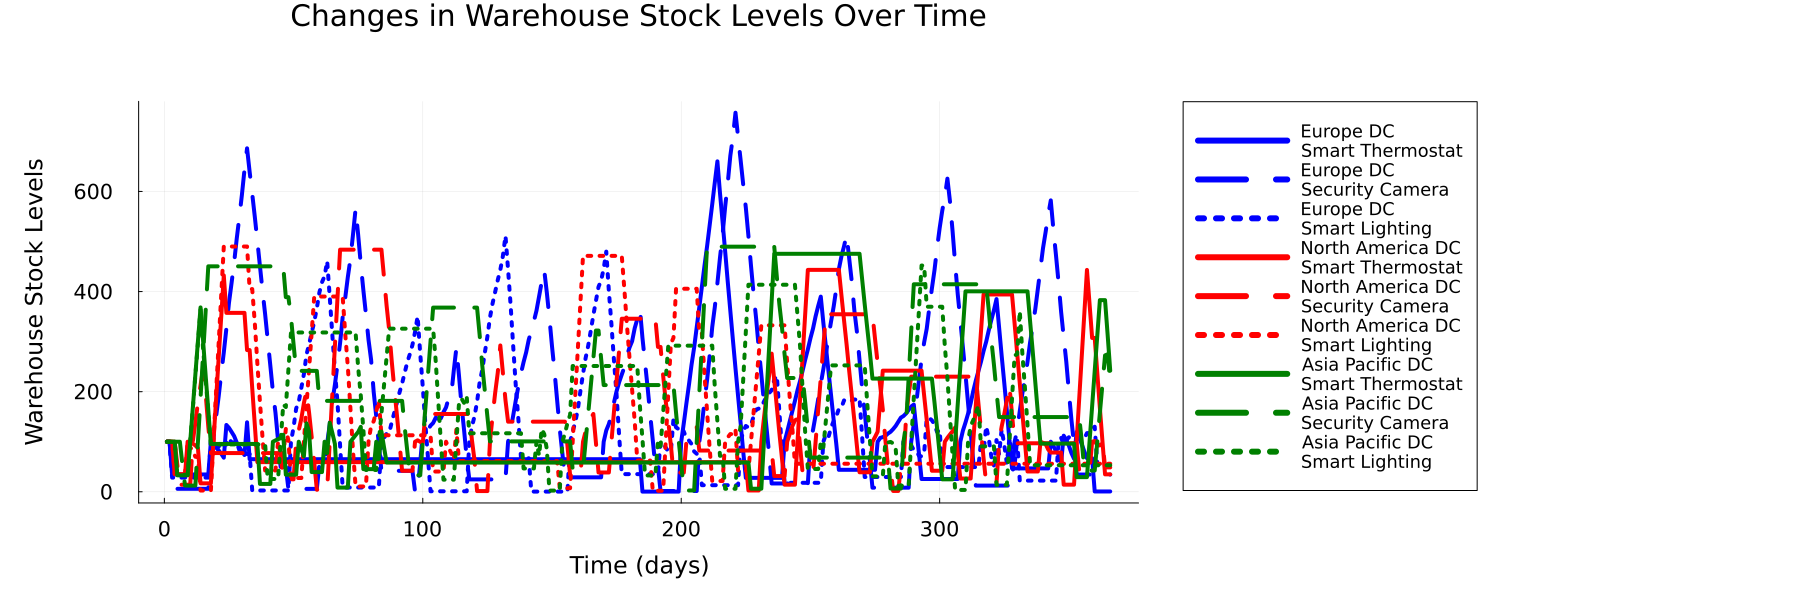 Changes in Warehouse Stock Levels Over Time
Warehouse Stock Levels
600
400
200
0
0
100
200
300
Time (days)
Europe DC
Smart Thermostat
Europe DC
Security Camera
Europe DC
Smart Lighting
North America DC
Smart Thermostat
North America DC
Security Camera
North America DC
Smart Lighting
Asia Pacific DC
Smart Thermostat
Asia Pacific DC
Security Camera
Asia Pacific DC
Smart Lighting